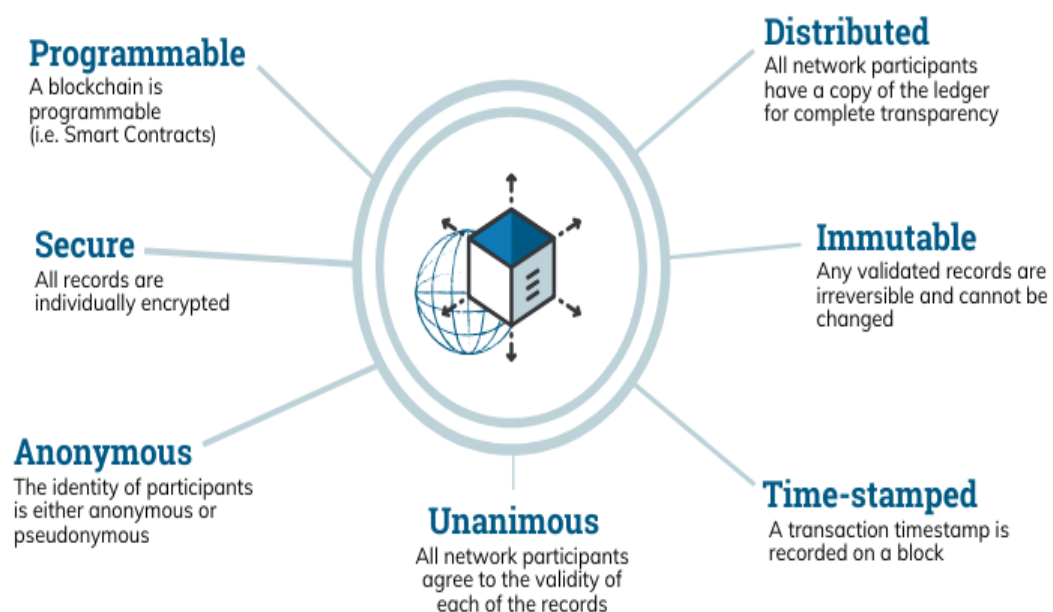 Programmable
A blockchain is
programmable
(i.e. Smart Contracts)
Distributed
All network participants
have a copy of the ledger
for complete transparency
Secure
All records are
individually encrypted
Immutable
Any validated records are
irreversible and cannot be
changed
Anonymous
The identity of participants
is either anonymous or
pseudonymous
Unanimous
All network participants
agree to the validity of
each of the records
Time-stamped
A transaction timestamp is
recorded on a block